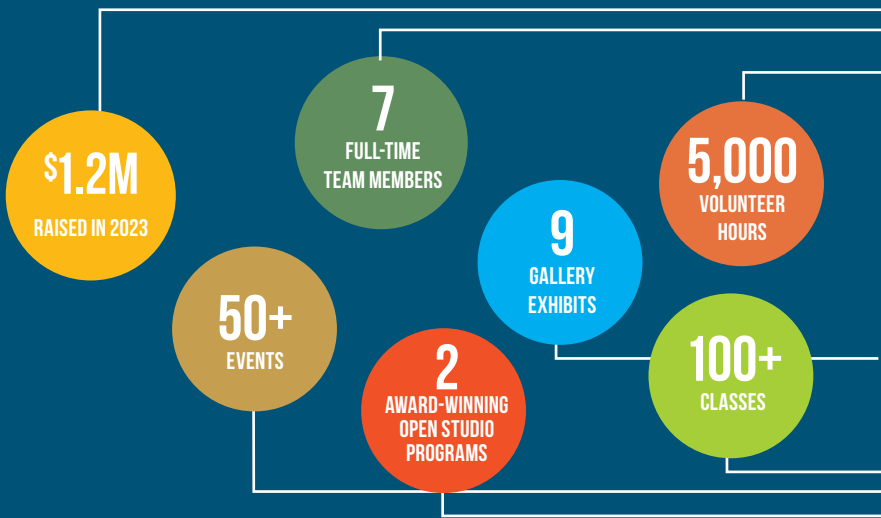 $1.2M
RAISED IN 2023
7
FULL-TIME
TEAM MEMBERS
5,000
VOLUNTEER
HOURS
9
GALLERY
EXHIBITS
50+
EVENTS
2
AWARD-WINNING
OPEN STUDIO
PROGRAMS
100+
CLASSES